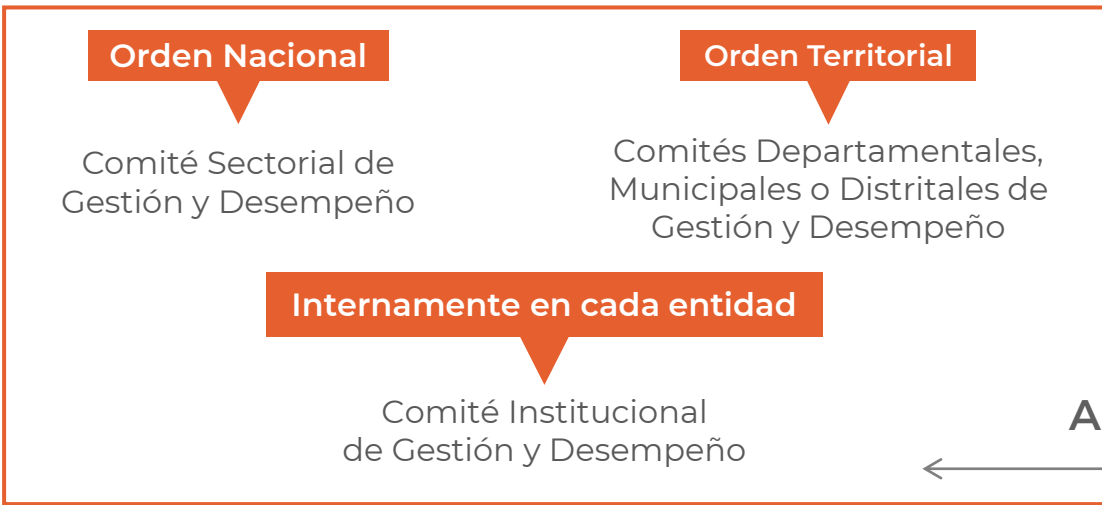 Orden Nacional
Comité Sectorial de
Gestión y Desempeño
Orden Territorial
Comités Departamentales,
Municipales o Distritales de
Gestión y Desempeño
Internamente en cada entidad
Comité Institucional
de Gestión y Desempeño
A